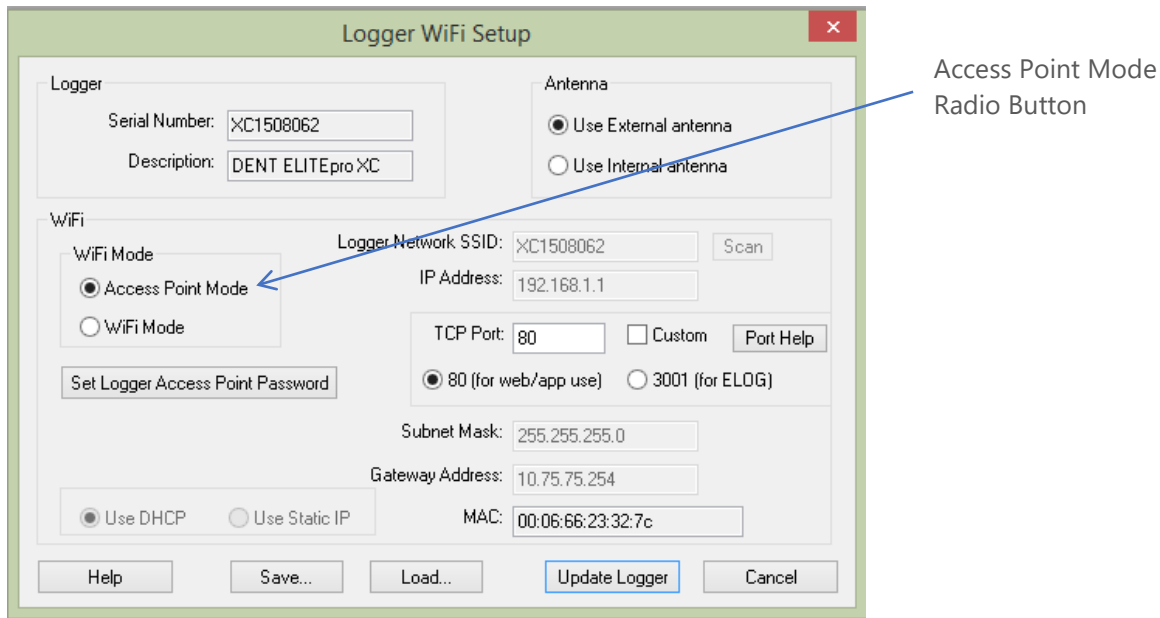 Logger WiFi Setup
Access Point Mode
Radio Button
Logger
Serial Number: XC1508062
Description: DENT ELITEpro XC
Antenna
Use External antenna
Use Internal antenna
WiFi
WiFi Mode
Access Point Mode
WiFi Mode
Set Logger Access Point Password
Logger Network SSID: XC1508062 Scan
IP Address: 192.168.1.1
TCP Port: 80 Custom Port Help
80 (for web/app use) 3001 (for ELOG)
Subnet Mask: 255.255.255.0
Gateway Address: 10.75.75.254
Use DHCP Use Static IP
MAC: 00:06:66:23:32:7c
Help Save... Load... Update Logger Cancel